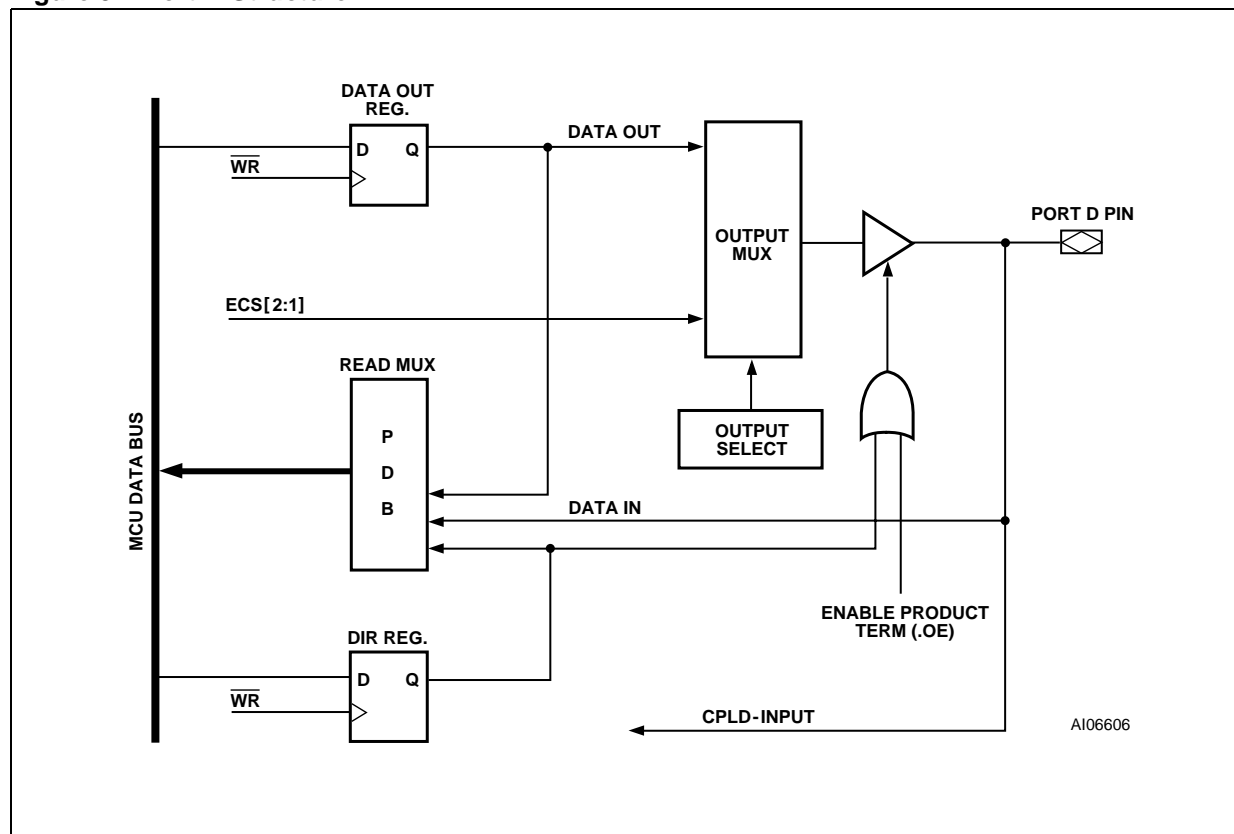 DATA OUT
REG.
D Q
WR
DATA OUT
OUTPUT
MUX
PORT D PIN
ECS[2:1]
READ MUX
P
D
B
OUTPUT
SELECT
MCU DATA BUS
DATA IN
ENABLE PRODUCT
TERM (.OE)
DIR REG.
D Q
WR
CPLD-INPUT
AI06606